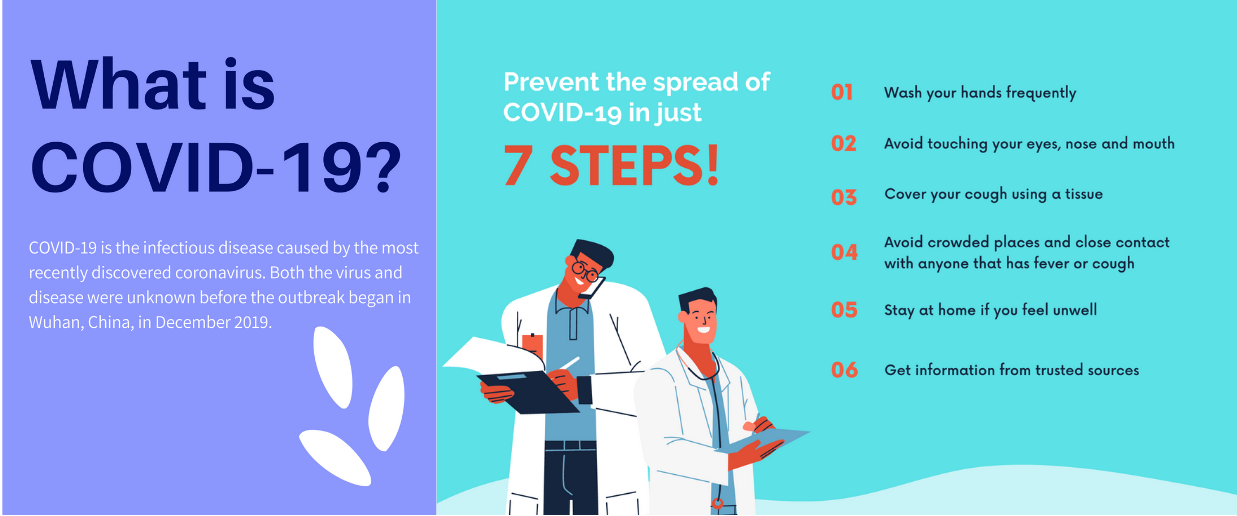 What is
COVID-19?
COVID-19 is the infectious disease caused by the most
recently discovered coronavirus. Both the virus and
disease were unknown before the outbreak began in
Wuhan, China, in December 2019.
Prevent the spread of
COVID-19 in just
7 STEPS!
01 Wash your hands frequently
02 Avoid touching your eyes, nose and mouth
03 Cover your cough using a tissue
04 Avoid crowded places and close contact
with anyone that has fever or cough
05 Stay at home if you feel unwell
06 Get information from trusted sources